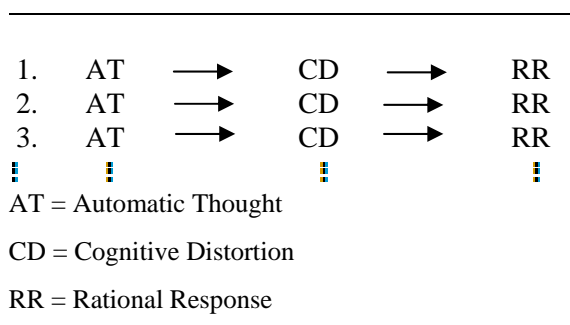 1. AT → CD → RR
2. AT → CD → RR
3. AT → CD → RR
⋮ ⋮ ⋮ ⋮
AT = Automatic Thought
CD = Cognitive Distortion
RR = Rational Response